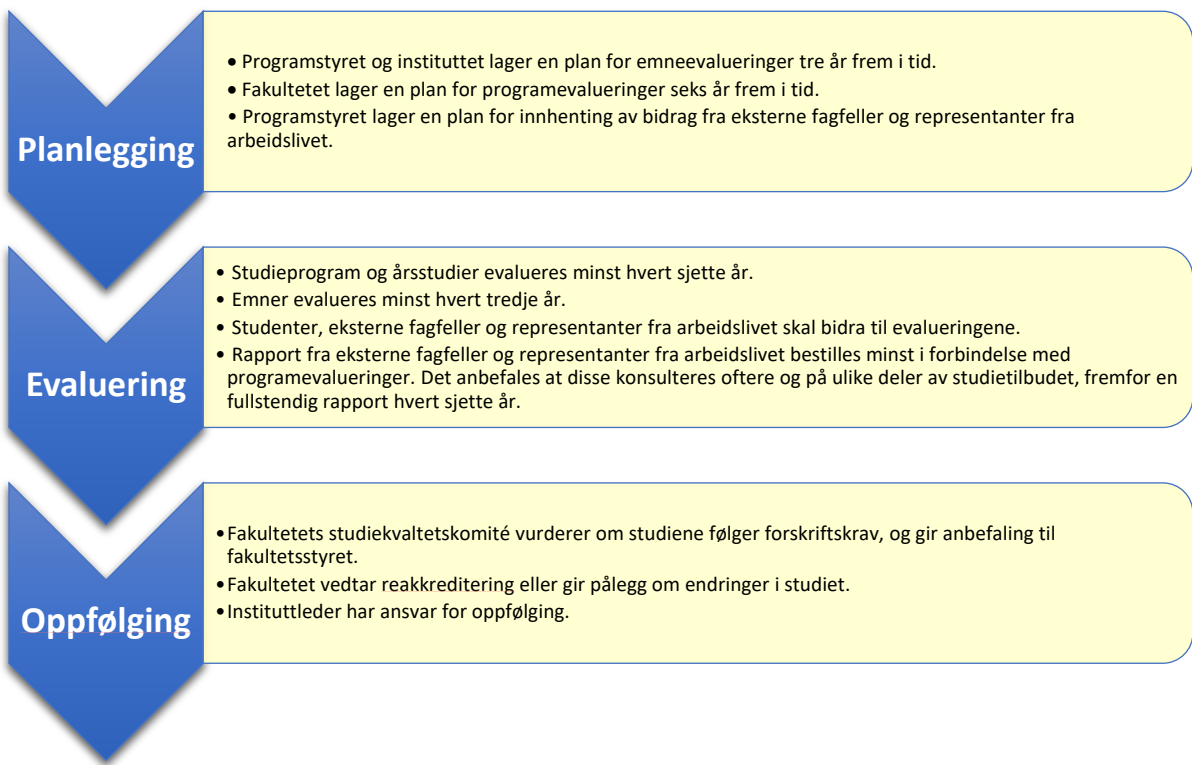 Planlegging
• Programstyret og instituttet lager en plan for emneevalueringer tre år frem i tid.
• Fakultetet lager en plan for programevalueringer seks år frem i tid.
• Programstyret lager en plan for innhenting av bidrag fra eksterne fagfeller og representanter fra
arbeidslivet.
Evaluering
• Studieprogram og årsstudier evalueres minst hvert sjette år.
• Emner evalueres minst hvert tredje år.
• Studenter, eksterne fagfeller og representanter fra arbeidslivet skal bidra til evalueringene.
• Rapport fra eksterne fagfeller og representanter fra arbeidslivet bestilles minst i forbindelse med
programevalueringer. Det anbefales at disse konsulteres oftere og på ulike deler av studietilbudet, fremfor en
fullstendig rapport hvert sjette år.
Oppfølging
•Fakultetets studiekvaltetskomité vurderer om studiene følger forskriftskrav, og gir anbefaling til
fakultetsstyret.
•Fakultetet vedtar reakkreditering eller gir pålegg om endringer i studiet.
•Instituttleder har ansvar for oppfølging.